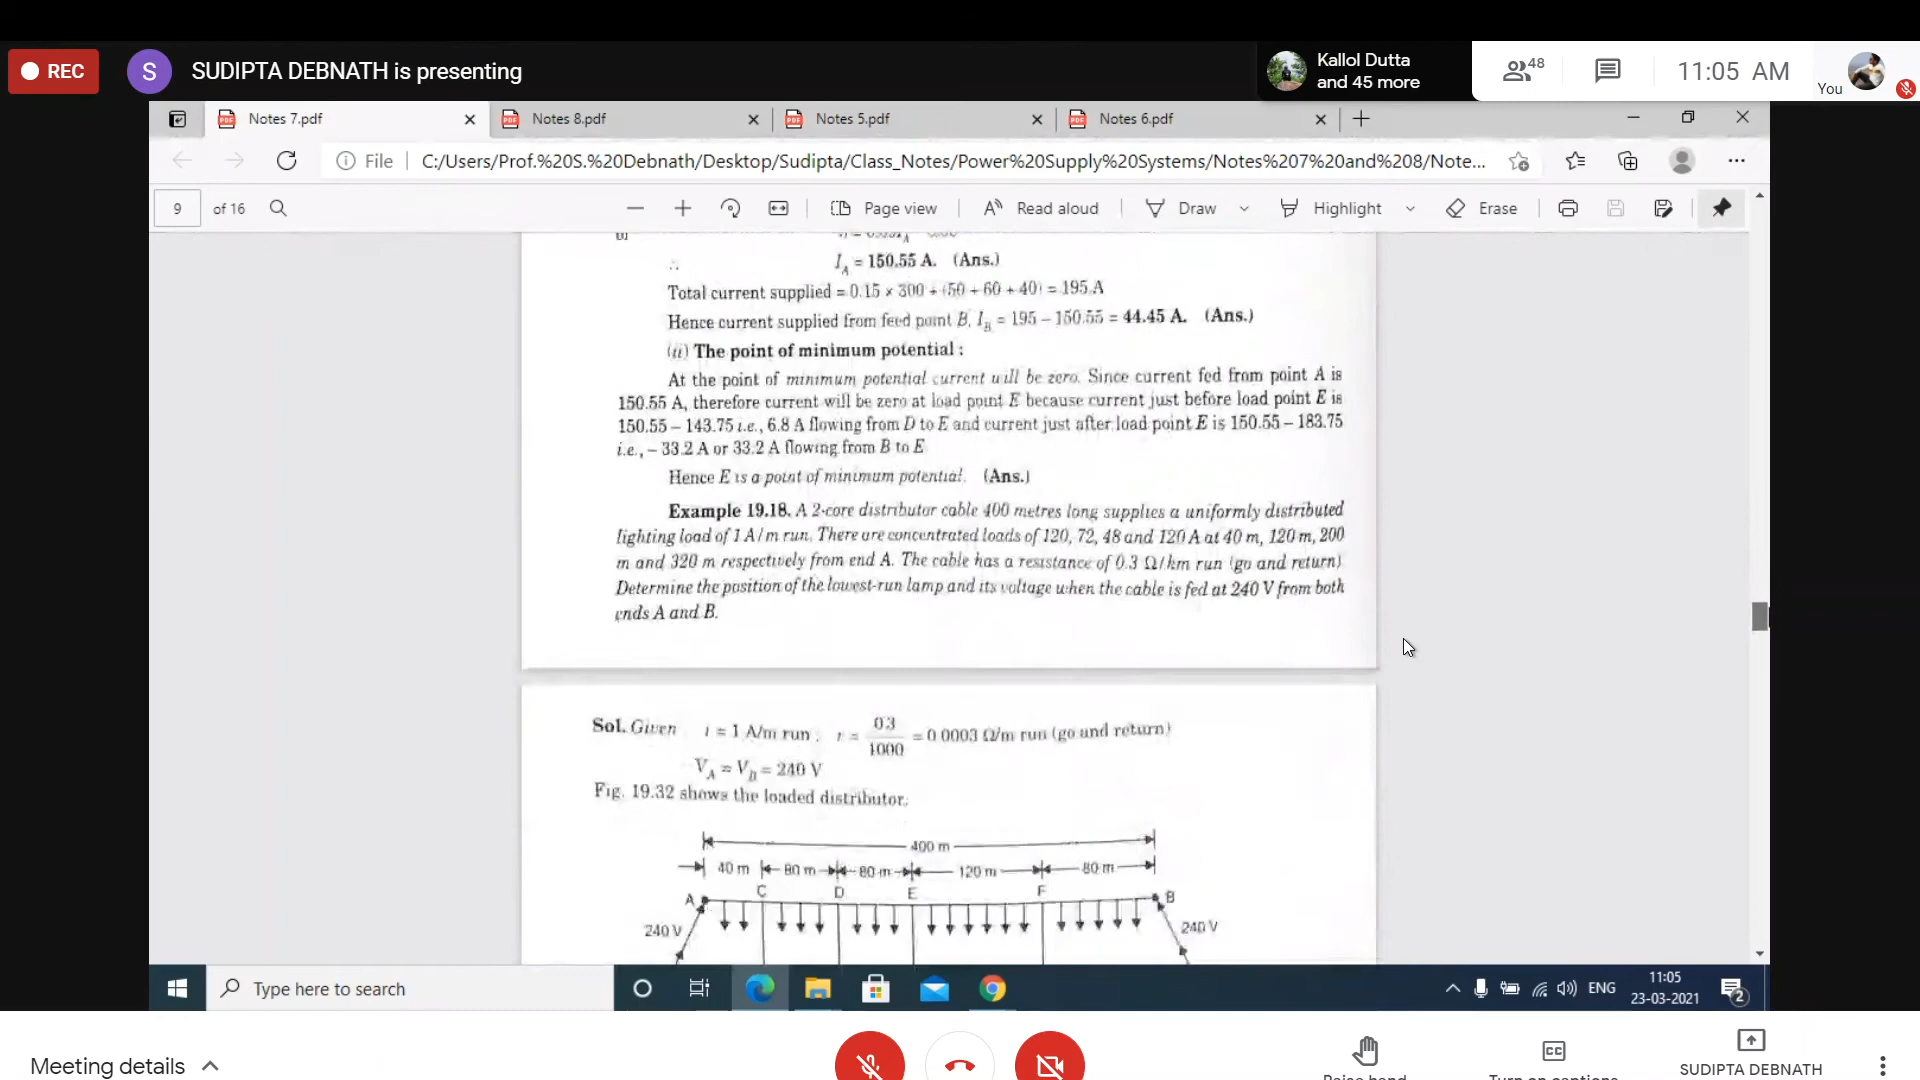 REC
S
SUDIPTA DEBNATH is presenting
Kallol Dutta
and 45 more
48
11:05 AM
You
Notes 7.pdf
Notes 8.pdf
Notes 5.pdf
Notes 6.pdf
File
C:/Users/Prof.%20S.%20Debnath/Desktop/Sudipta/Class_Notes/Power%20Supply%20Systems/Notes%207%20and%208/Note...
9 of 16
Page view
Read aloud
Draw
Highlight
Erase
∴ I_A = 150.55 A. (Ans.)
Total current supplied = 0.15 × 300 + (50 + 60 + 40) = 195 A
Hence current supplied from feed point B, I_B = 195 – 150.55 = 44.45 A. (Ans.)
(ii) The point of minimum potential :
At the point of minimum potential current will be zero. Since current fed from point A is
150.55 A, therefore current will be zero at load point E because current just before load point E is
150.55 – 143.75 i.e., 6.8 A flowing from D to E and current just after load point E is 150.55 – 183.75
i.e., – 33.2 A or 33.2 A flowing from B to E
Hence E is a point of minimum potential. (Ans.)
Example 19.18. A 2-core distributor cable 400 metres long supplies a uniformly distributed
lighting load of 1 A/m run. There are concentrated loads of 120, 72, 48 and 120 A at 40 m, 120 m, 200
m and 320 m respectively from end A. The cable has a resistance of 0.3 Ω/km run (go and return)
Determine the position of the lowest-run lamp and its voltage when the cable is fed at 240 V from both
ends A and B.
Sol. Given i = 1 A/m run ; r = 0.3/1000 = 0.0003 Ω/m run (go and return)
V_A = V_B = 240 V
Fig. 19.32 shows the loaded distributor.
400 m
40 m 80 m 80 m 120 m 80 m
A C D E F B
240 V 240 V
Type here to search
ENG
11:05
23-03-2021
2
Meeting details
Raise hand
Turn on captions
SUDIPTA DEBNATH